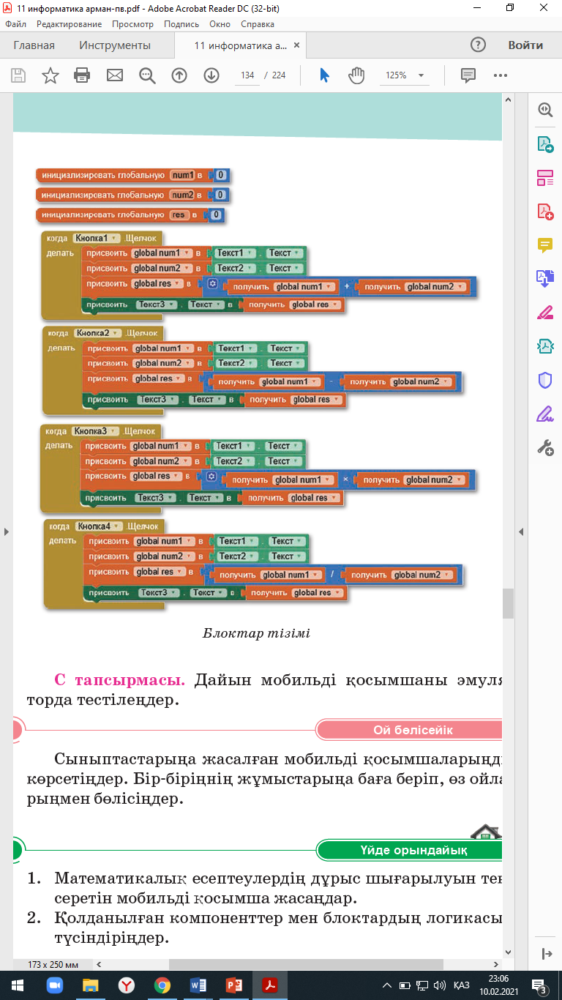 11 информатика арман-пв.pdf - Adobe Acrobat Reader DC (32-bit)
Файл Редактирование Просмотр Подпись Окно Справка
Главная Инструменты 11 информатика а... × Войти
134 / 224 125%
инициализировать глобальную num1 в 0
инициализировать глобальную num2 в 0
инициализировать глобальную res в 0
когда Кнопка1 .Щелчок
делать присвоить global num1 в Текст1 . Текст
присвоить global num2 в Текст2 . Текст
присвоить global res в получить global num1 + получить global num2
присвоить Текст3 . Текст в получить global res
когда Кнопка2 .Щелчок
делать присвоить global num1 в Текст1 . Текст
присвоить global num2 в Текст2 . Текст
присвоить global res в получить global num1 - получить global num2
присвоить Текст3 . Текст в получить global res
когда Кнопка3 .Щелчок
делать присвоить global num1 в Текст1 . Текст
присвоить global num2 в Текст2 . Текст
присвоить global res в получить global num1 × получить global num2
присвоить Текст3 . Текст в получить global res
когда Кнопка4 .Щелчок
делать присвоить global num1 в Текст1 . Текст
присвоить global num2 в Текст2 . Текст
присвоить global res в получить global num1 / получить global num2
присвоить Текст3 . Текст в получить global res
Блоктар тізімі
С тапсырмасы. Дайын мобильді қосымшаны эмуля
торда тестілеңдер.
Ой бөлісейік
Сыныптастарыңа жасалған мобильді қосымшаларыңд
көрсетіңдер. Бір-біріңнің жұмыстарыңа баға беріп, өз ойла
рыңмен бөлісіңдер.
Үйде орындайық
1. Математикалық есептеулердің дұрыс шығарылуын тек
серетін мобильді қосымша жасаңдар.
2. Қолданылған компоненттер мен блоктардың логикасы
түсіндіріңдер.
173 x 250 мм
ҚАЗ 23:06
10.02.2021 3